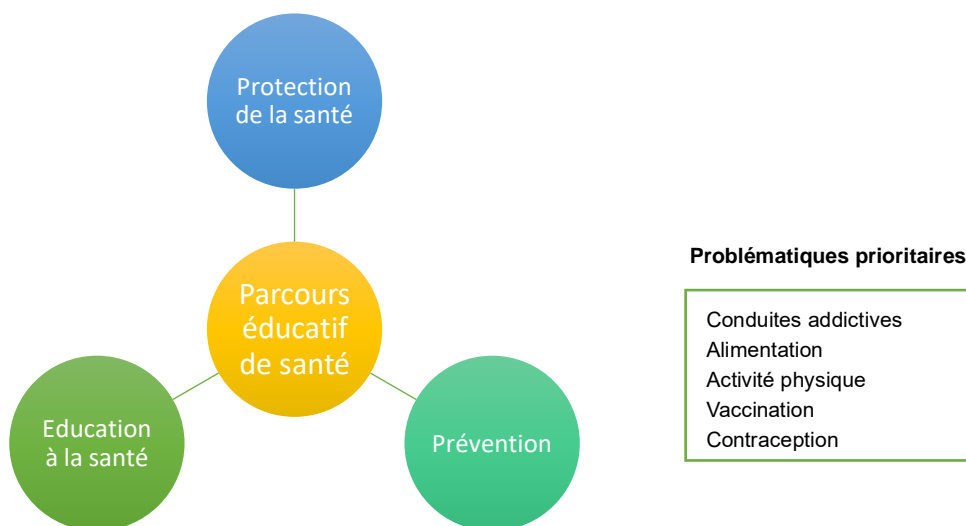 Protection
de la santé
Parcours
éducatif
de santé
Education
à la santé
Prévention
Problématiques prioritaires
Conduites addictives
Alimentation
Activité physique
Vaccination
Contraception